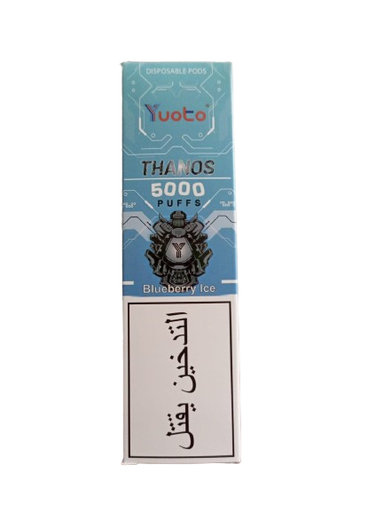 DISPOSABLE PODS
Yuoto
THANOS
5000
PUFFS
Y
Blueberry Ice
التدخين يقتل